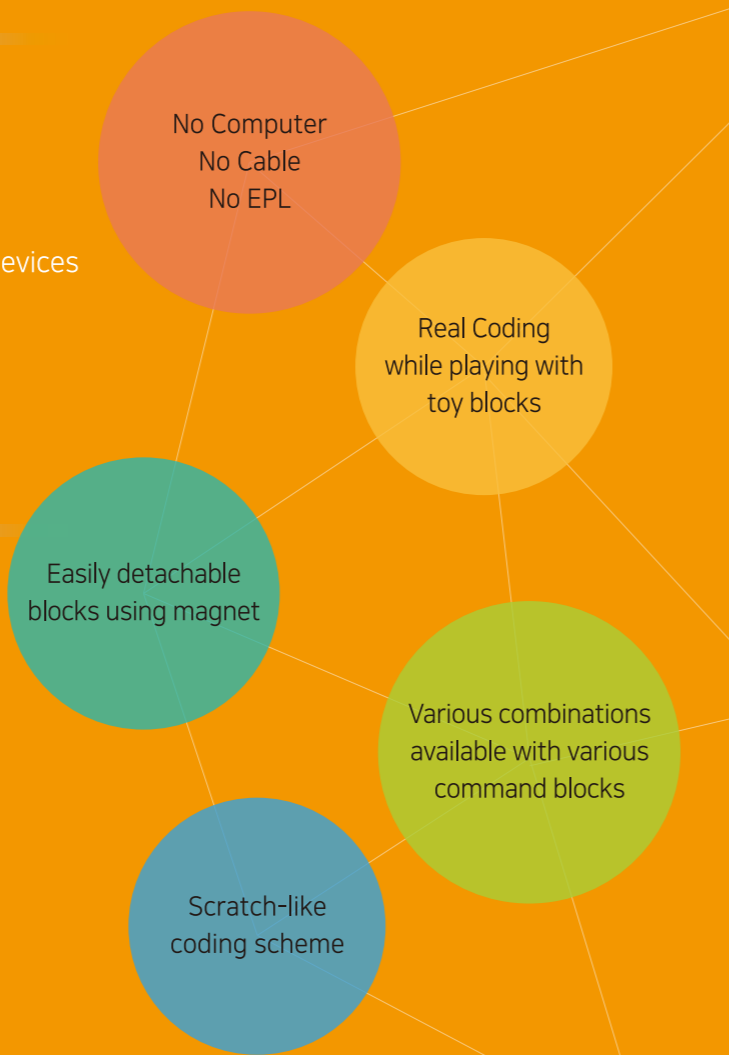 No Computer
No Cable
No EPL
evices
Real Coding
while playing with
toy blocks
Easily detachable
blocks using magnet
Various combinations
available with various
command blocks
Scratch-like
coding scheme